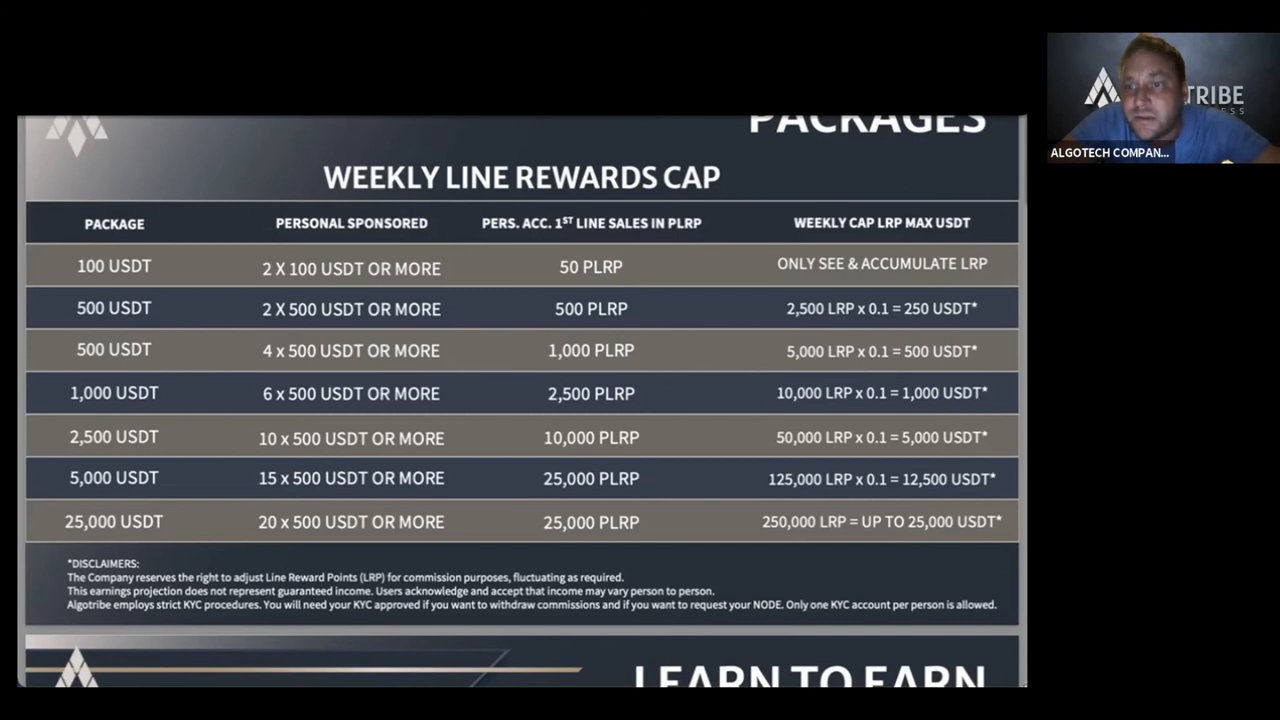 PACKAGES
WEEKLY LINE REWARDS CAP
PACKAGE PERSONAL SPONSORED PERS. ACC. 1ST LINE SALES IN PLRP WEEKLY CAP LRP MAX USDT
100 USDT 2 X 100 USDT OR MORE 50 PLRP ONLY SEE & ACCUMULATE LRP
500 USDT 2 X 500 USDT OR MORE 500 PLRP 2,500 LRP x 0.1 = 250 USDT*
500 USDT 4 x 500 USDT OR MORE 1,000 PLRP 5,000 LRP x 0.1 = 500 USDT*
1,000 USDT 6 x 500 USDT OR MORE 2,500 PLRP 10,000 LRP x 0.1 = 1,000 USDT*
2,500 USDT 10 x 500 USDT OR MORE 10,000 PLRP 50,000 LRP x 0.1 = 5,000 USDT*
5,000 USDT 15 x 500 USDT OR MORE 25,000 PLRP 125,000 LRP x 0.1 = 12,500 USDT*
25,000 USDT 20 x 500 USDT OR MORE 25,000 PLRP 250,000 LRP = UP TO 25,000 USDT*
*DISCLAIMERS:
The Company reserves the right to adjust Line Reward Points (LRP) for commission purposes, fluctuating as required.
This earnings projection does not represent guaranteed income. Users acknowledge and accept that income may vary person to person.
Algotribe employs strict KYC procedures. You will need your KYC approved if you want to withdraw commissions and if you want to request your NODE. Only one KYC account per person is allowed.
LEARN TO EARN
TRIBE
ALGOTECH COMPAN...